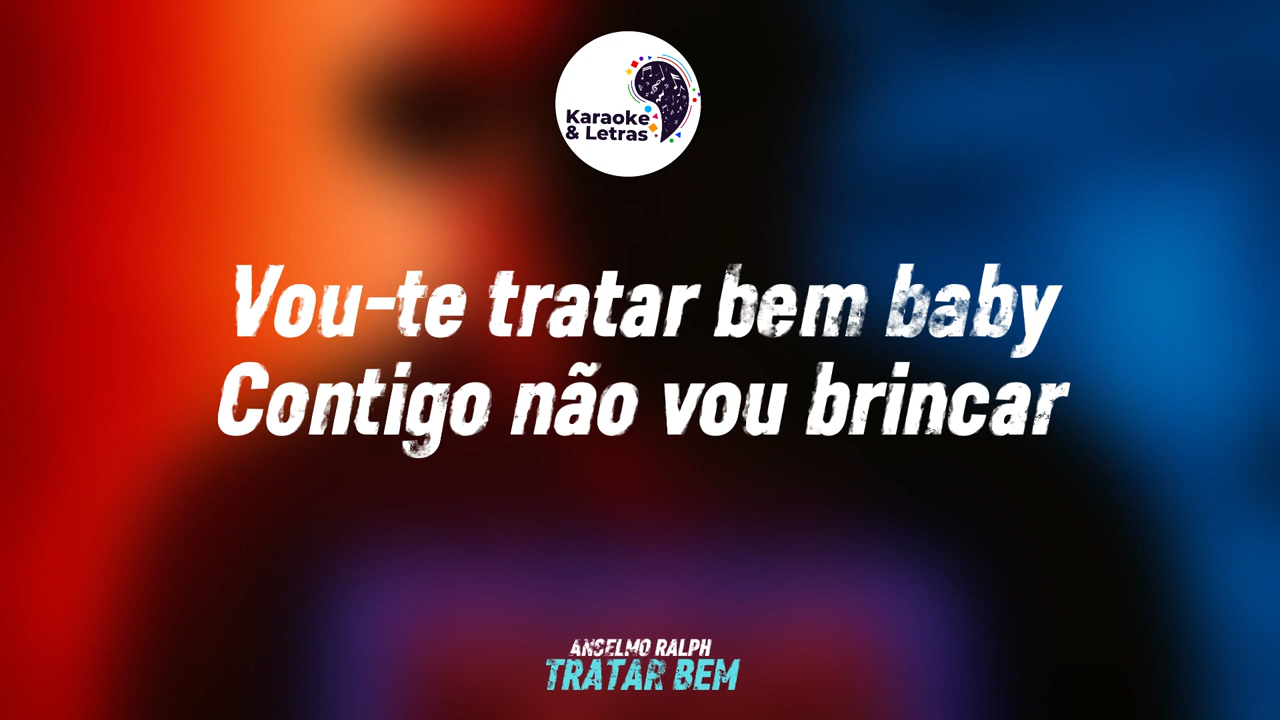 Karaoke
& Letras
Vou-te tratar bem baby
Contigo não vou brincar
ANSELMO RALPH
TRATAR BEM